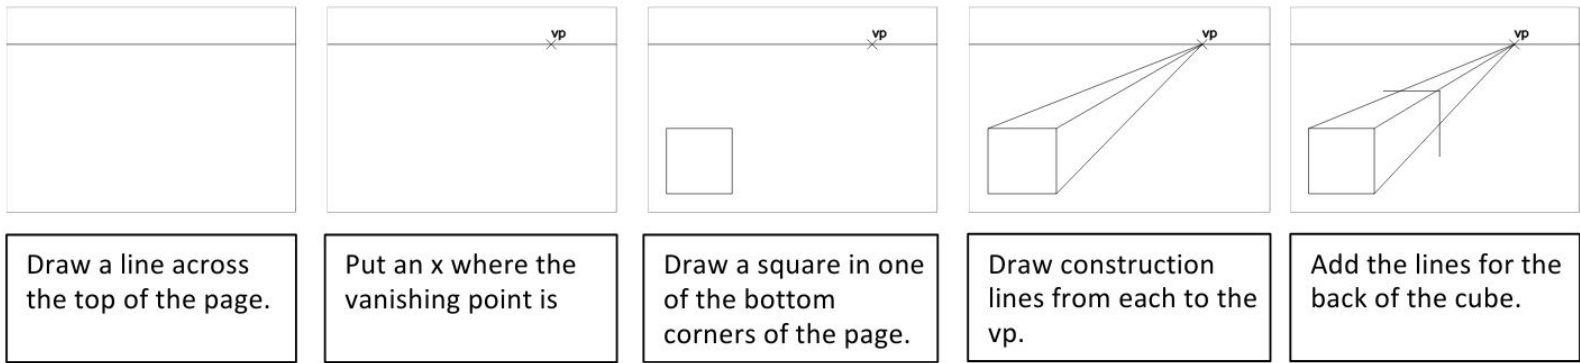 vp
vp
vp
vp
Draw a line across
the top of the page.
Put an x where the
vanishing point is
Draw a square in one
of the bottom
corners of the page.
Draw construction
lines from each to the
vp.
Add the lines for the
back of the cube.